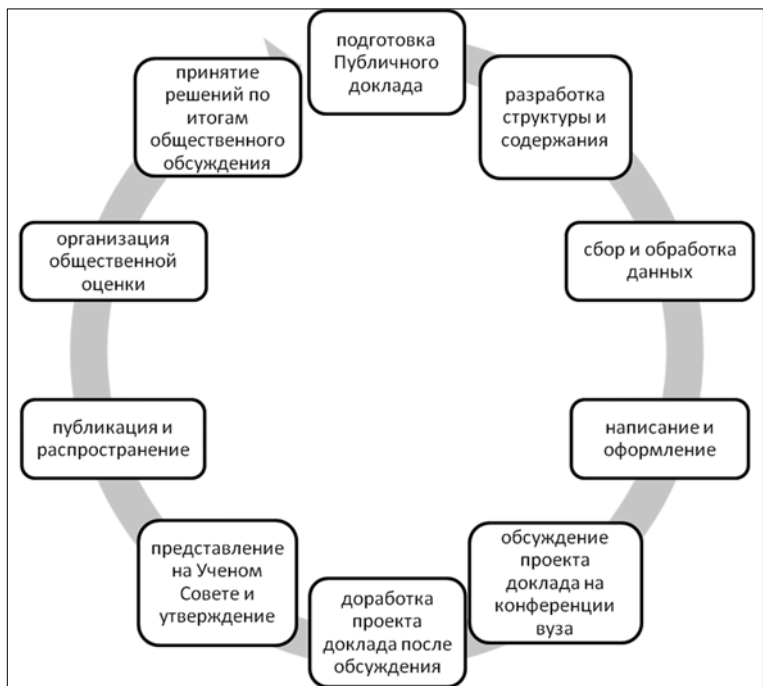 подготовка
Публичного
доклада
разработка
структуры и
содержания
сбор и обработка
данных
написание и
оформление
обсуждение
проекта
доклада на
конференции
вуза
доработка
проекта
доклада после
обсуждения
представление
на Ученом
Совете и
утверждение
публикация и
распространение
организация
общественной
оценки
принятие
решений по
итогам
общественного
обсуждения